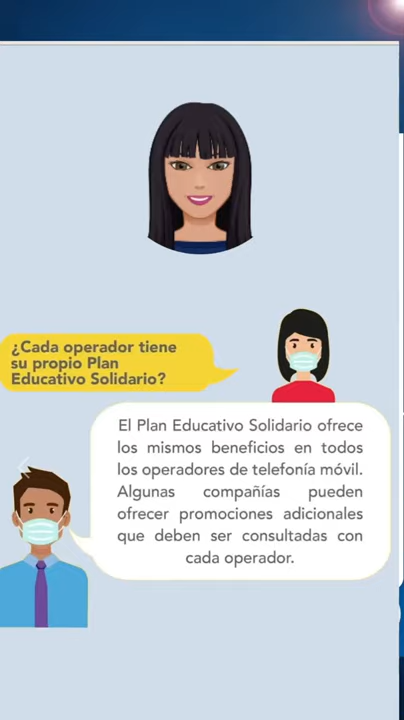 ¿Cada operador tiene
su propio Plan
Educativo Solidario?
El Plan Educativo Solidario ofrece
los mismos beneficios en todos
los operadores de telefonía móvil.
Algunas compañías pueden
ofrecer promociones adicionales
que deben ser consultadas con
cada operador.